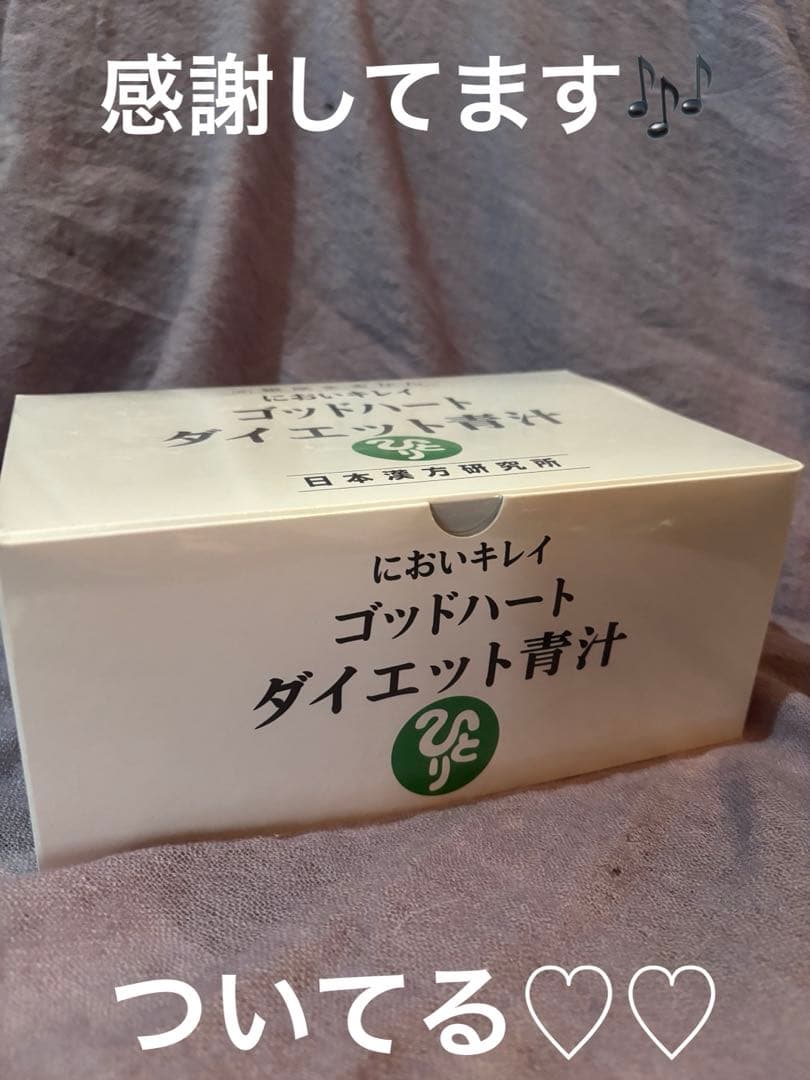 感謝してます🎶
においキレイ
ゴッドハート
ダイエット青汁
ひとり
日本漢方研究所
においキレイ
ゴッドハート
ダイエット青汁
ひとり
ついてる♡♡